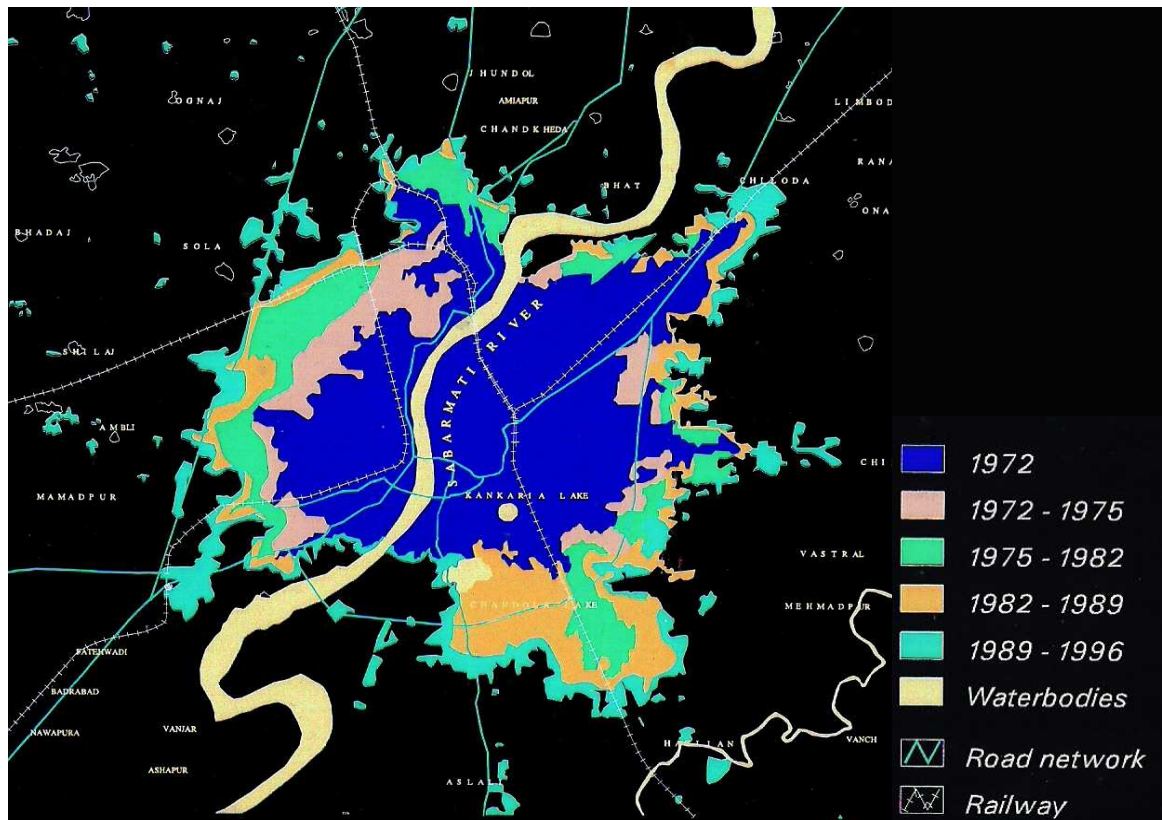 JHUNDOL
OGNAJ
AMIAPUR
LIMBOD
CHANDKHEDA
RANA
BHAT
CHILODA
ONA
BHADAJ
SOLA
SABARMATI RIVER
SHILAJ
AMBLI
CHI
1972
MAMADPUR
KANKARIA LAKE
1972 - 1975
VASTRAL
1975 - 1982
CHANDOLA LAKE
MEHMADPUR
1982 - 1989
FATEHWADI
1989 - 1996
BADRABAD
Waterbodies
NAWAPURA
VANJAR
VANCH
Road network
ASHAPUR
ASLALI
Railway